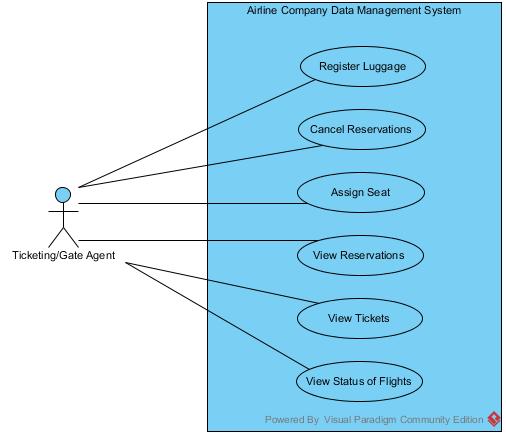 Airline Company Data Management System
Register Luggage
Cancel Reservations
Assign Seat
Ticketing/Gate Agent
View Reservations
View Tickets
View Status of Flights
Powered By Visual Paradigm Community Edition